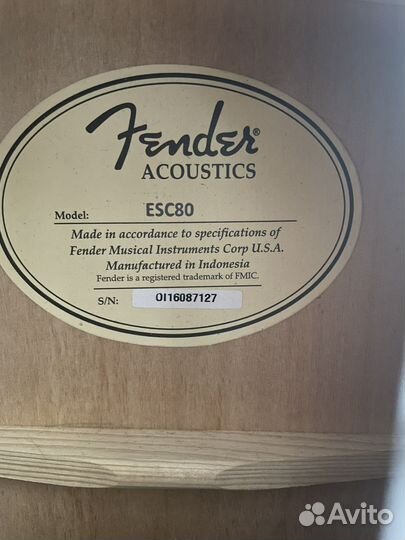 Fender®
ACOUSTICS
Model: ESC80
Made in accordance to specifications of
Fender Musical Instruments Corp U.S.A.
Manufactured in Indonesia
Fender is a registered trademark of FMIC.
S/N: OI16087127
Avito